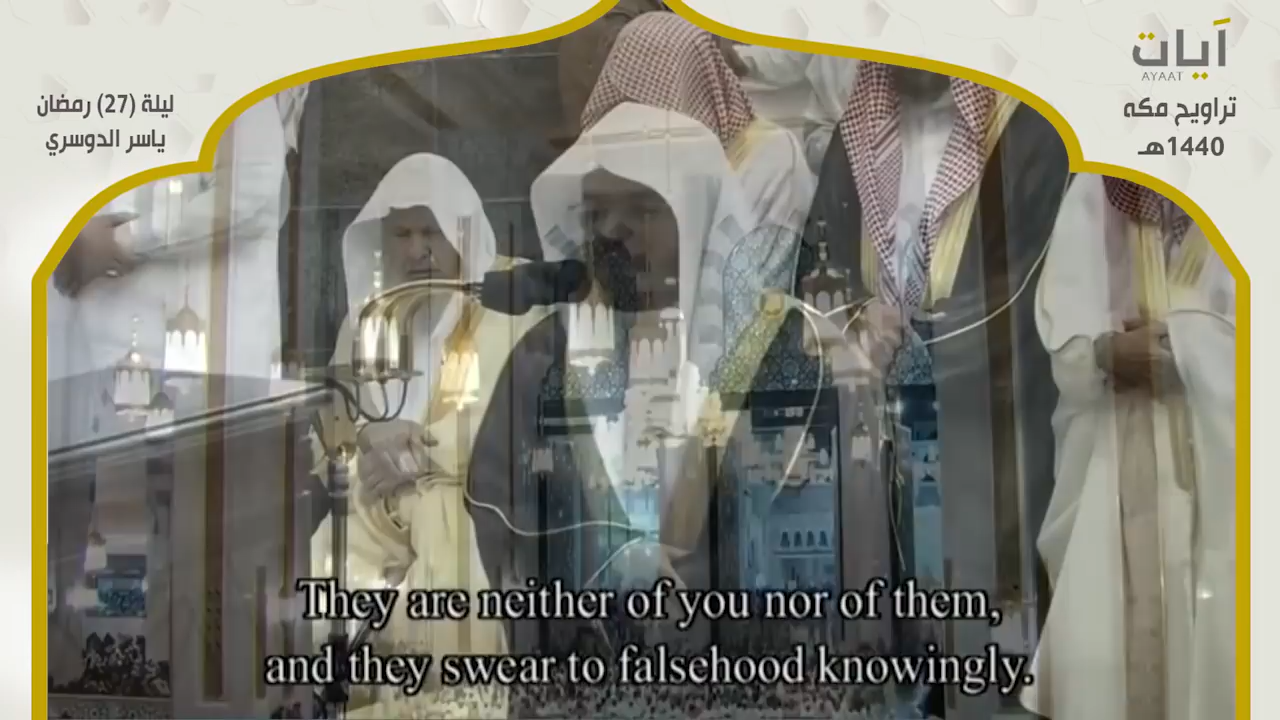 آيات
AYAAT
تراويح مكة
1440هـ
ليلة (27) رمضان
ياسر الدوسري
They are neither of you nor of them,
and they swear to falsehood knowingly.